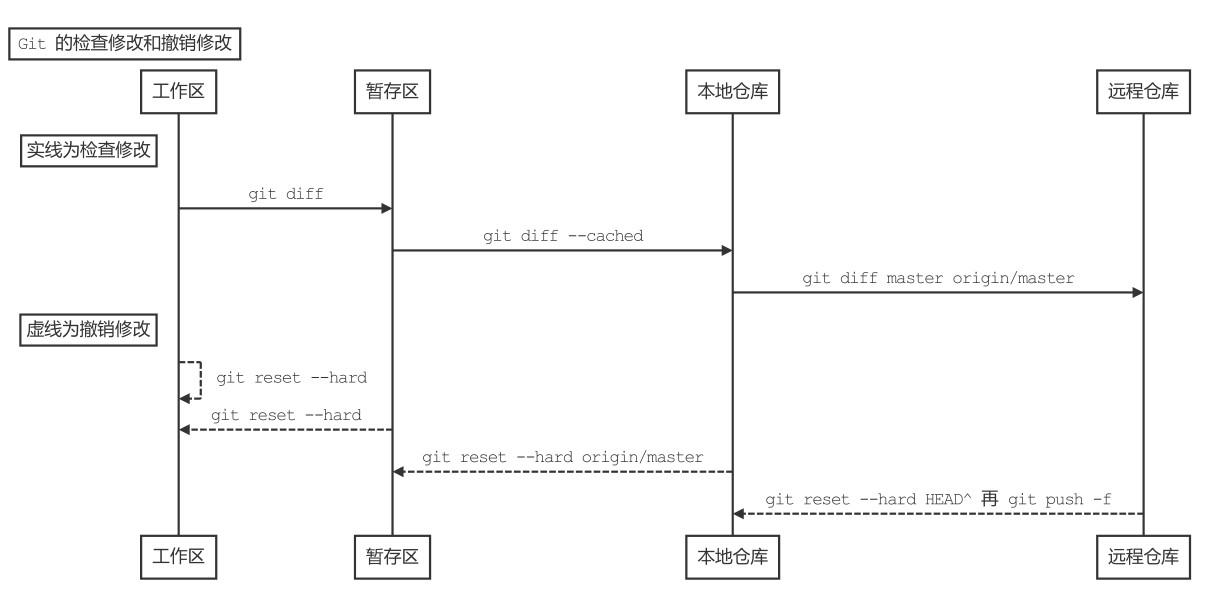 Git 的检查修改和撤销修改
工作区
暂存区
本地仓库
远程仓库
实线为检查修改
git diff
git diff --cached
git diff master origin/master
虚线为撤销修改
git reset --hard
git reset --hard
git reset --hard origin/master
git reset --hard HEAD^ 再 git push -f
工作区
暂存区
本地仓库
远程仓库